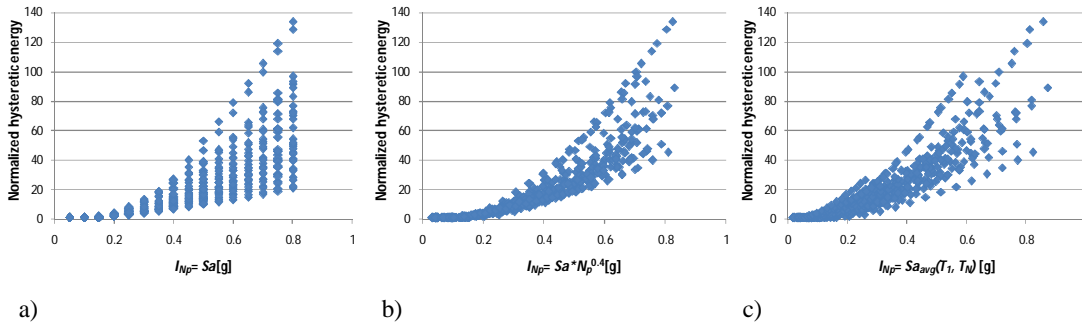 Normalized hysteretic energy
140
120
100
80
60
40
20
0
0 0.2 0.4 0.6 0.8 1
I_Np= Sa[g]
a)
Normalized hysteretic energy
140
120
100
80
60
40
20
0
0 0.2 0.4 0.6 0.8 1
I_Np= Sa*N_p^0.4[g]
b)
Normalized hystereticenergy
140
120
100
80
60
40
20
0
0 0.2 0.4 0.6 0.8 1
I_Np= Sa_avg(T_1, T_N) [g]
c)